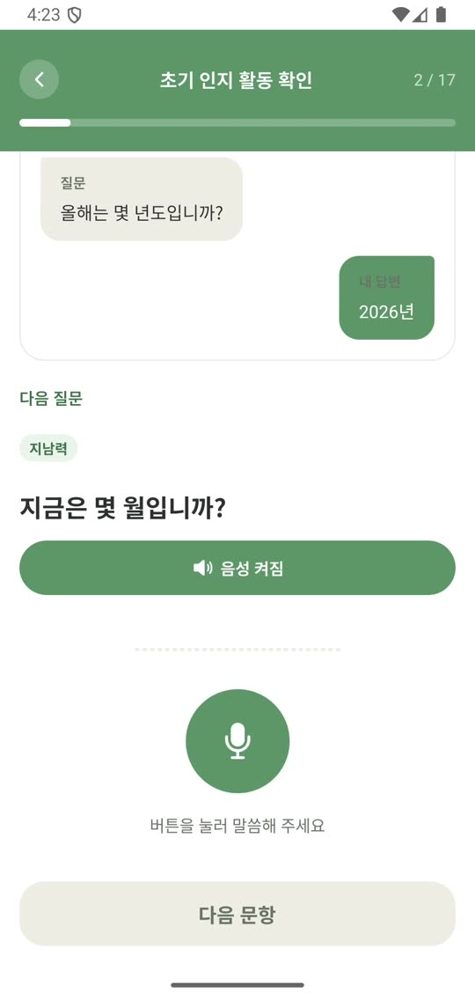 4:23
초기 인지 활동 확인
2 / 17
질문
올해는 몇 년도입니까?
내 답변
2026년
다음 질문
지남력
지금은 몇 월입니까?
음성 켜짐
버튼을 눌러 말씀해 주세요
다음 문항